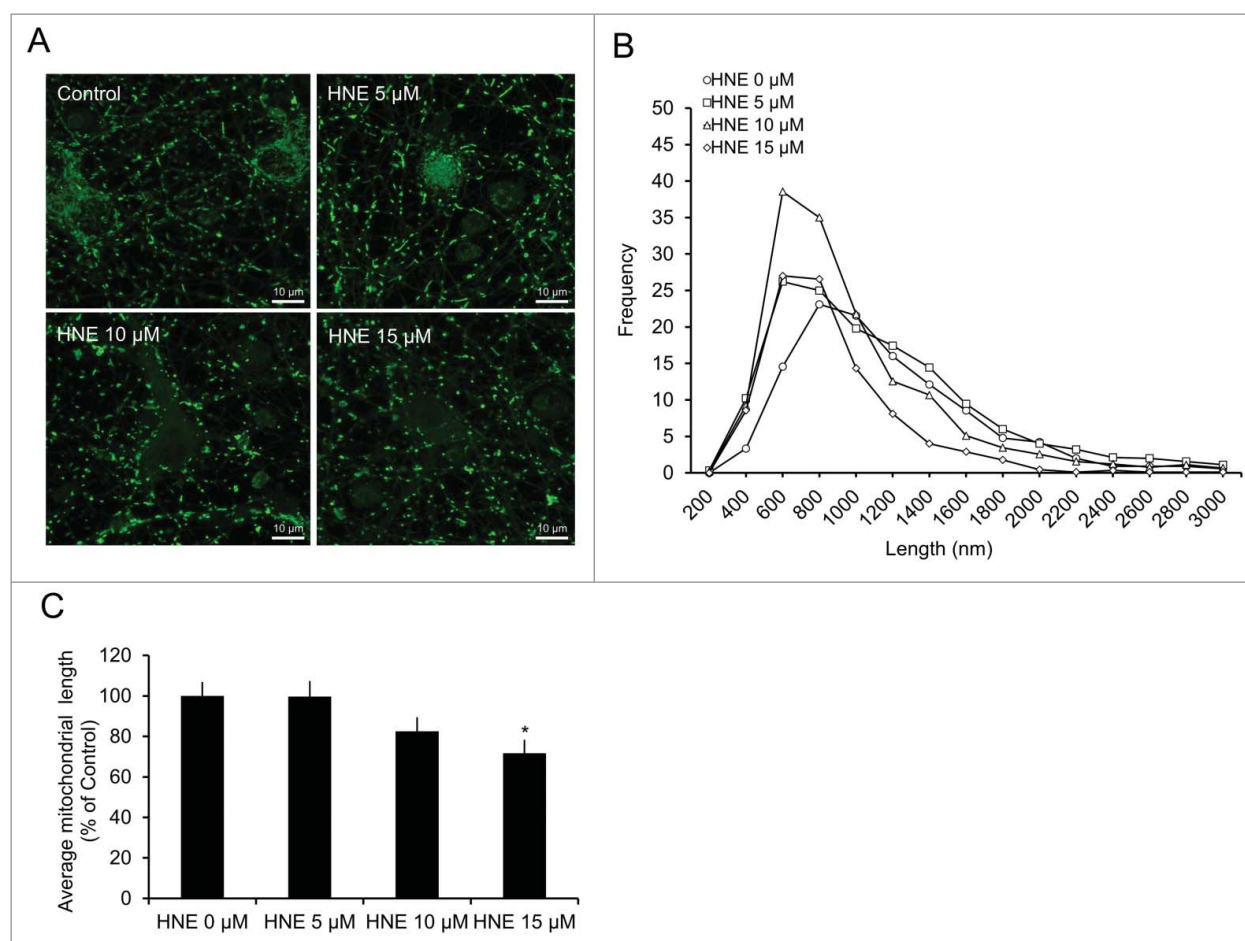 A
Control
HNE 5 µM
10 µm
10 µm
HNE 10 µM
HNE 15 µM
10 µm
10 µm
B
HNE 0 µM
HNE 5 µM
HNE 10 µM
HNE 15 µM
50
45
40
35
30
25
20
15
10
5
0
Frequency
200 400 600 800 1000 1200 1400 1600 1800 2000 2200 2400 2600 2800 3000
Length (nm)
C
Average mitochondrial length
(% of Control)
120
100
80
60
40
20
0
*
HNE 0 µM HNE 5 µM HNE 10 µM HNE 15 µM